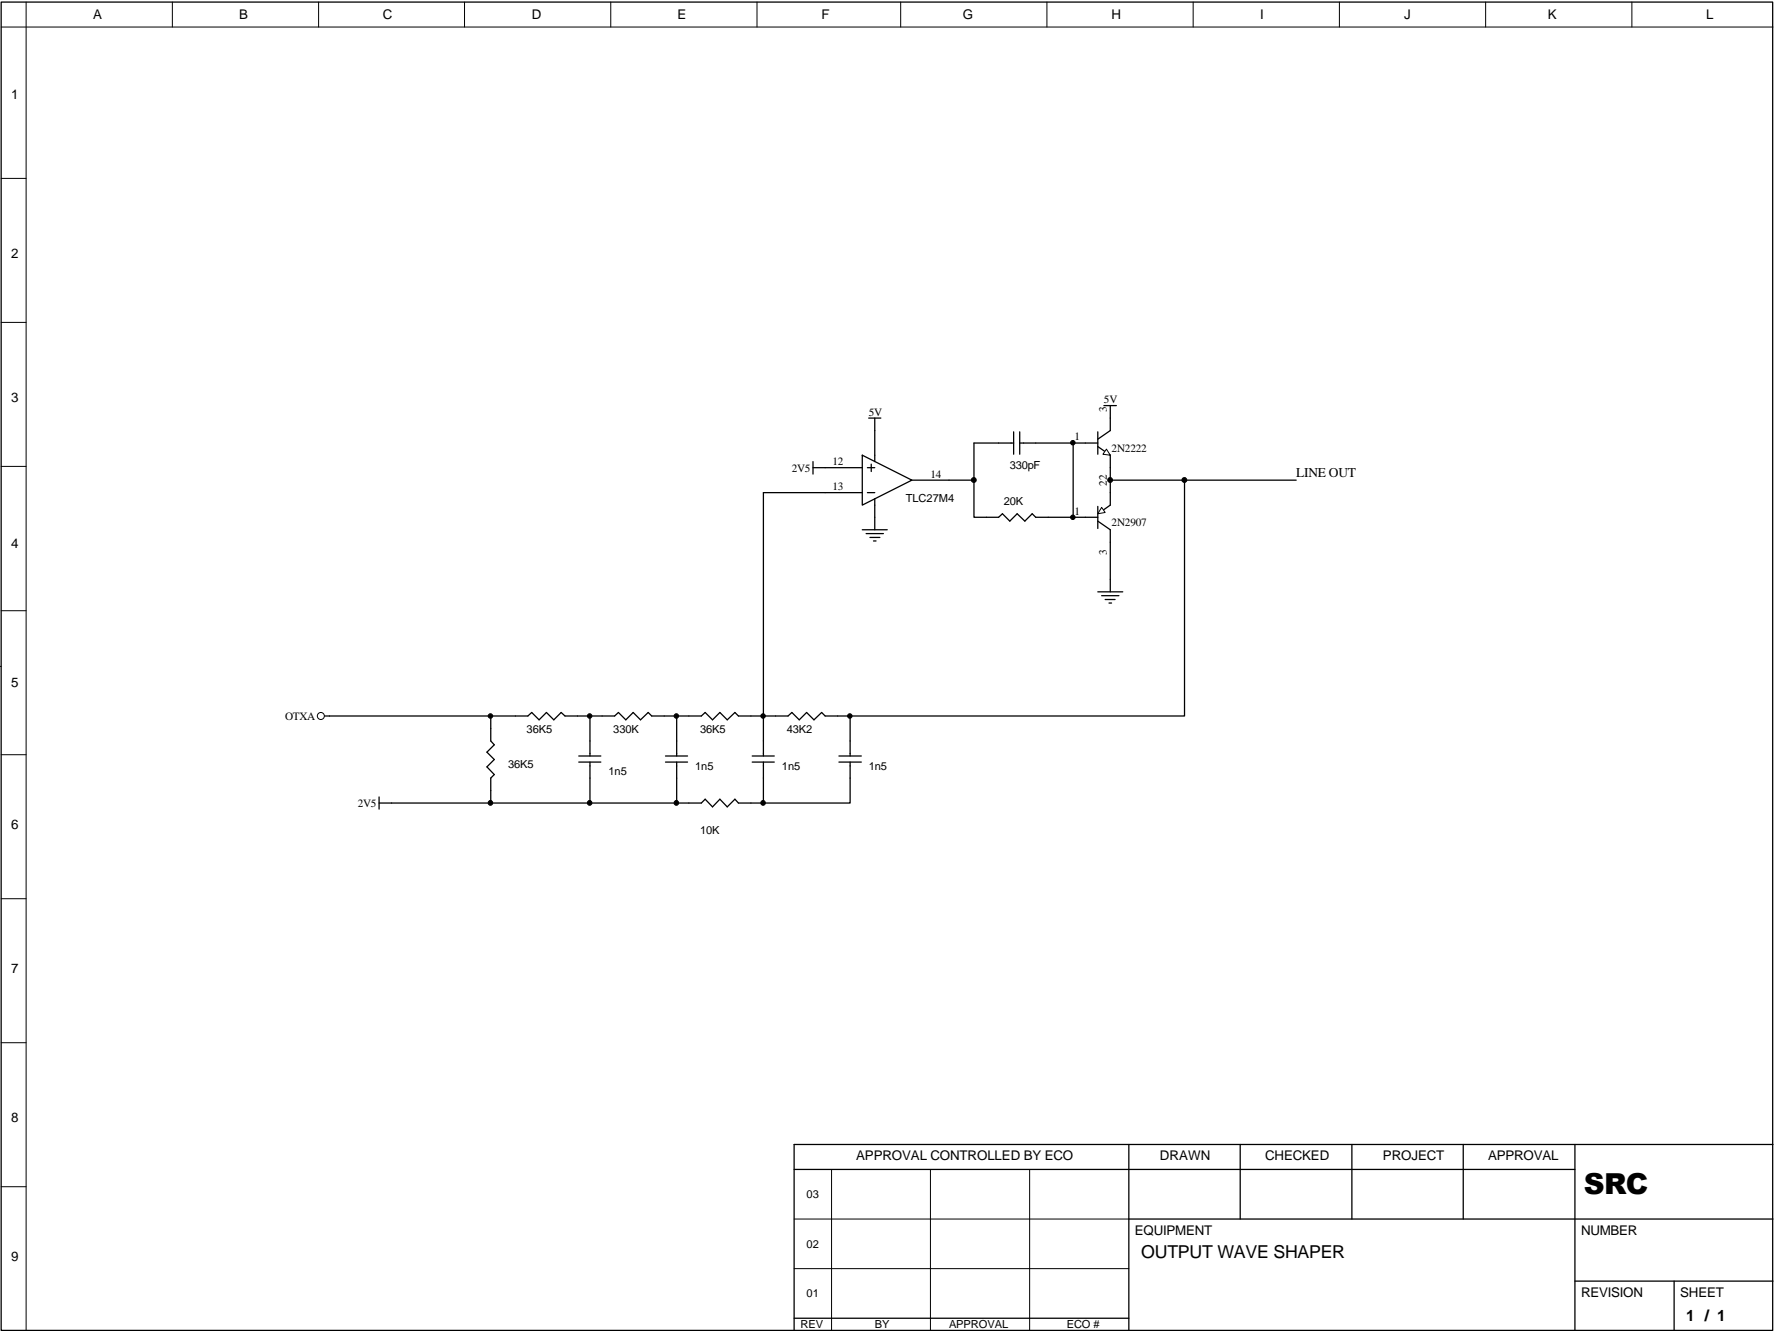 A B C D E F G H I J K L
1
2
3
4
5
6
7
8
9
5V
5V
3
1
2N2222
2V5
12
330pF
14
LINE OUT
22
13
TLC27M4
20K
1
2N2907
3
OTXA
36K5
330K
36K5
43K2
36K5
1n5
1n5
1n5
1n5
2V5
10K
APPROVAL CONTROLLED BY ECO
DRAWN
CHECKED
PROJECT
APPROVAL
SRC
03
02
01
EQUIPMENT
OUTPUT WAVE SHAPER
NUMBER
REVISION
SHEET
1 / 1
REV
BY
APPROVAL
ECO #